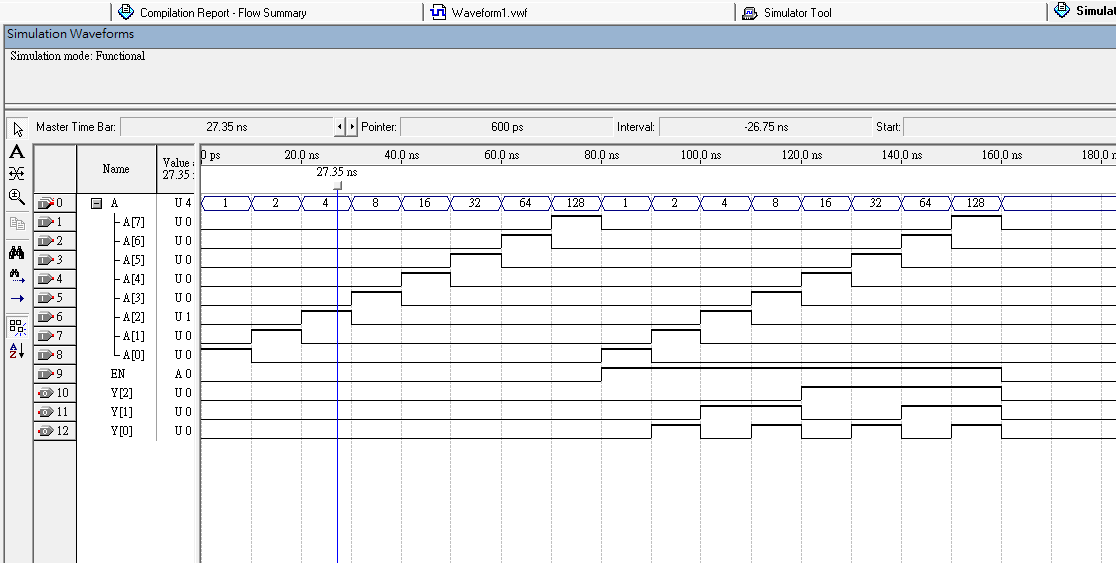 Compilation Report - Flow Summary
Waveform1.vwf
Simulator Tool
Simulat
Simulation Waveforms
Simulation mode: Functional
Master Time Bar: 27.35 ns Pointer: 600 ps Interval: -26.75 ns Start:
Name Value a 27.35 n
0 ps 20.0 ns 40.0 ns 60.0 ns 80.0 ns 100.0 ns 120.0 ns 140.0 ns 160.0 ns 180.0 n
27.35 ns
0 A U 4 1 2 4 8 16 32 64 128 1 2 4 8 16 32 64 128
1 A[7] U 0
2 A[6] U 0
3 A[5] U 0
4 A[4] U 0
5 A[3] U 0
6 A[2] U 1
7 A[1] U 0
8 A[0] U 0
9 EN A 0
10 Y[2] U 0
11 Y[1] U 0
12 Y[0] U 0